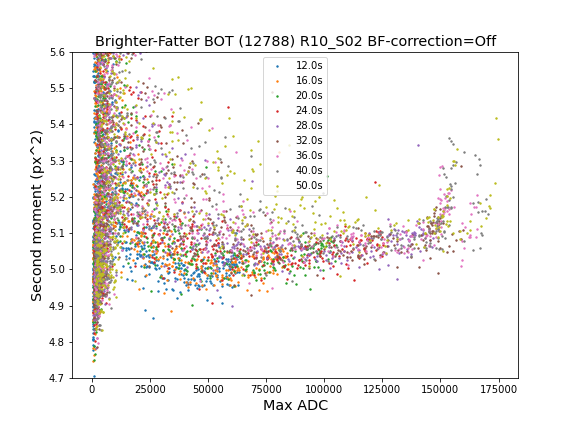 Brighter-Fatter BOT (12788) R10_S02 BF-correction=Off
5.6
5.5
5.4
5.3
5.2
5.1
5.0
4.9
4.8
4.7
Second moment (px^2)
12.0s
16.0s
20.0s
24.0s
28.0s
32.0s
36.0s
40.0s
50.0s
0
25000
50000
75000
100000
125000
150000
175000
Max ADC